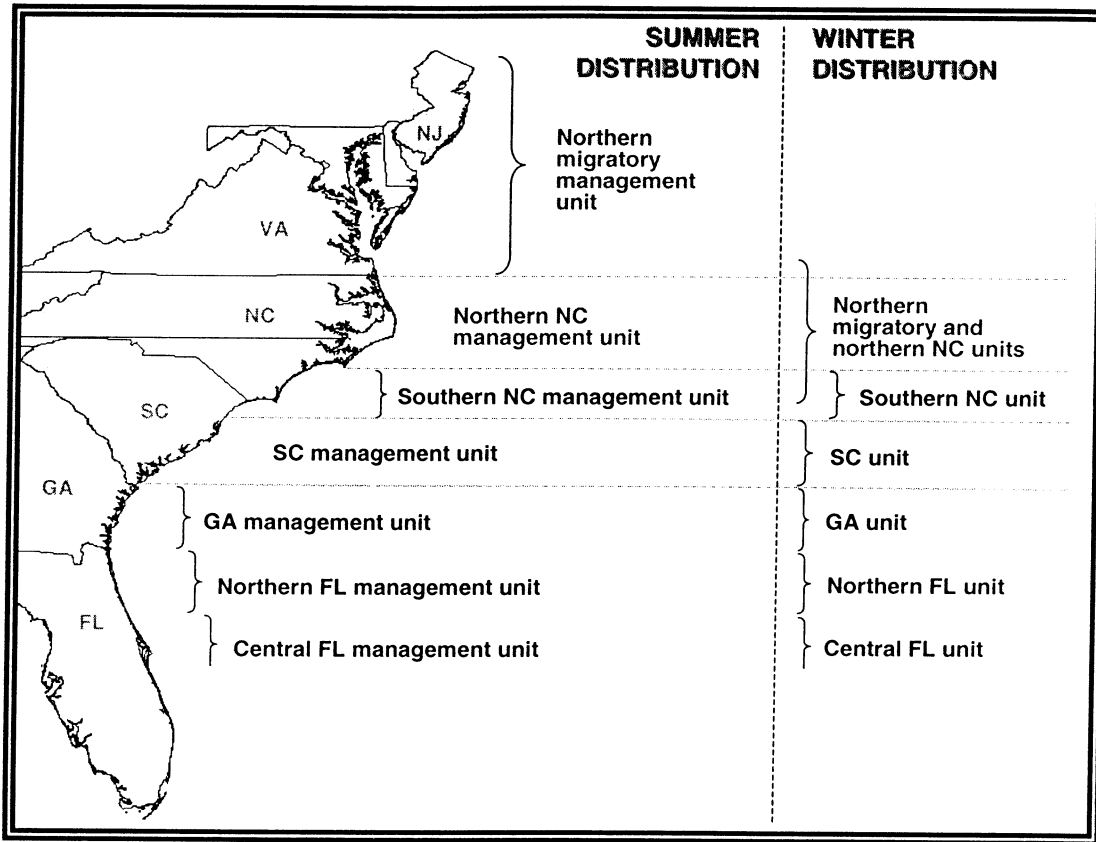 SUMMER
DISTRIBUTION
WINTER
DISTRIBUTION
NJ
Northern
migratory
management
unit
VA
NC
Northern NC
management unit
Northern
migratory and
northern NC units
SC
Southern NC management unit
Southern NC unit
SC management unit
SC unit
GA
GA management unit
GA unit
Northern FL management unit
Northern FL unit
FL
Central FL management unit
Central FL unit